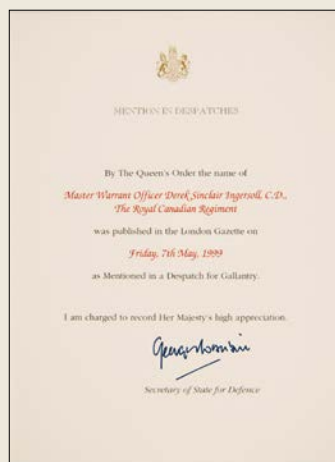 MENTION IN DESPATCHES
By The Queen's Order the name of
Master Warrant Officer Derek Sinclair Ingersoll, C.D.,
The Royal Canadian Regiment
was published in the London Gazette on
Friday, 7th May, 1999
as Mentioned in a Despatch for Gallantry.
I am charged to record Her Majesty's high appreciation.
Secretary of State for Defence